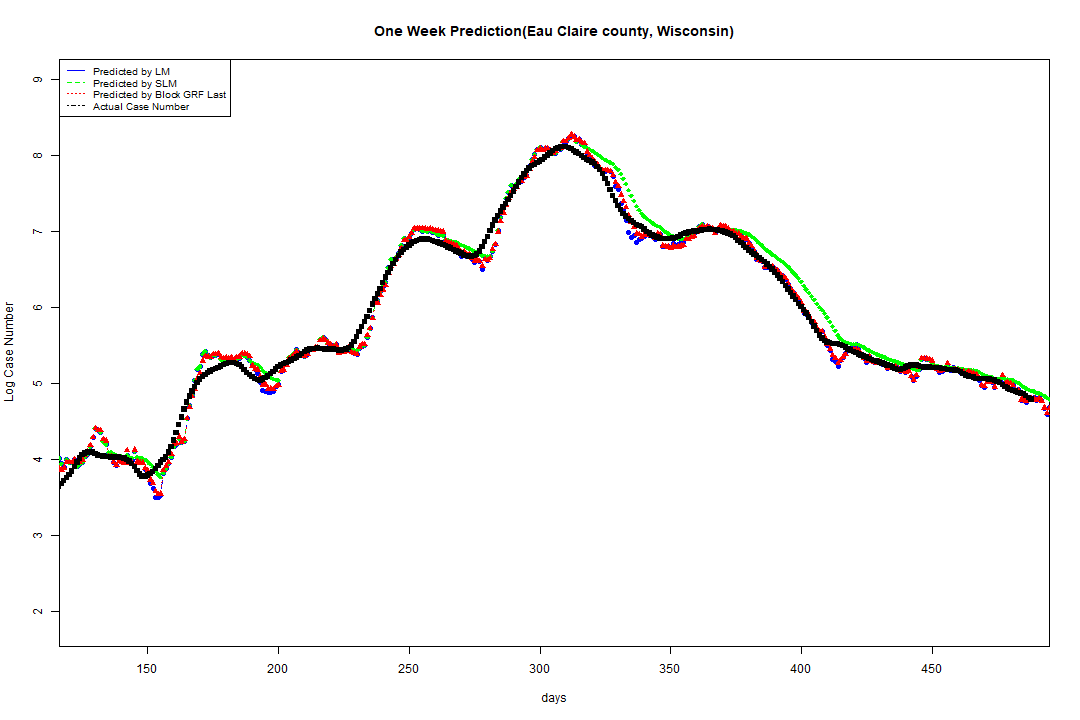 One Week Prediction(Eau Claire county, Wisconsin)
Predicted by LM
Predicted by SLM
Predicted by Block GRF Last
Actual Case Number
9
8
7
6
5
4
3
2
Log Case Number
150 200 250 300 350 400 450
days